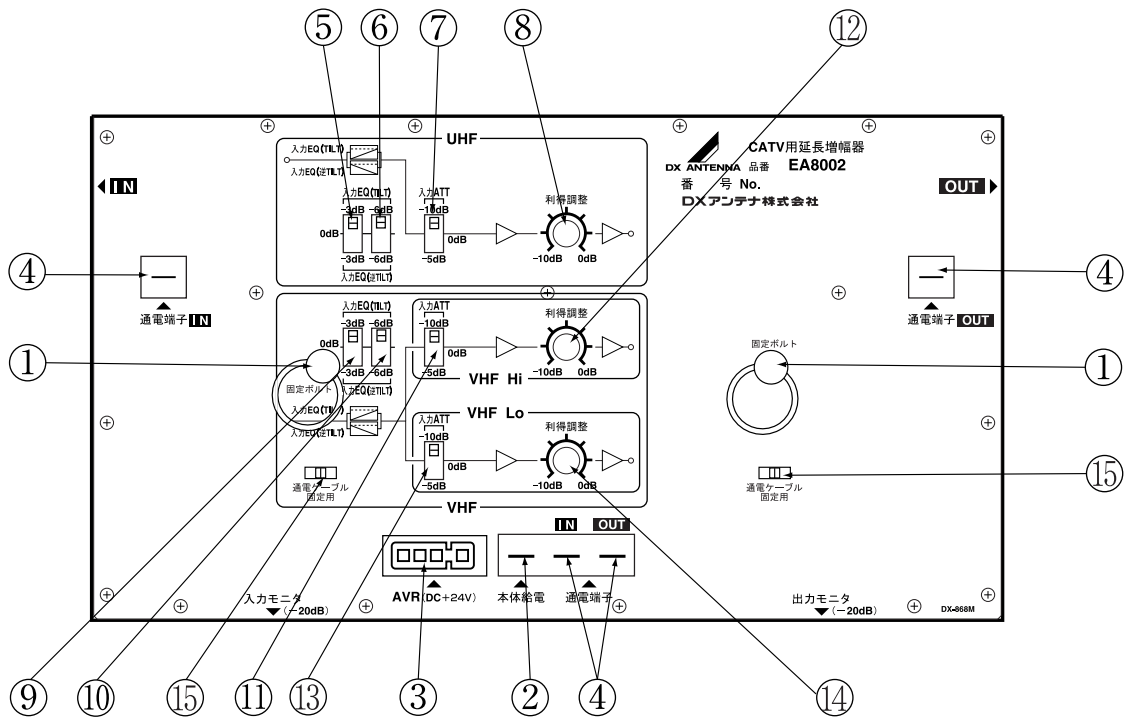 ⑤ ⑥ ⑦ ⑧ ⑫
UHF
入力EQ(TILT)
入力EQ(逆TILT)
入力EQ(TILT)
-3dB -6dB
0dB
-3dB -6dB
入力EQ(逆TILT)
入力ATT
-10dB
0dB
-5dB
利得調整
-10dB 0dB
DX ANTENNA
CATV用延長増幅器
品番 EA8002
番 号 No.
DXアンテナ株式会社
IN
OUT
④
④
通電端子 IN
通電端子 OUT
①
①
入力EQ(TILT)
-3dB -6dB
0dB
-3dB -6dB
入力EQ(逆TILT)
固定ボルト
入力EQ(TILT)
入力EQ(逆TILT)
入力ATT
-10dB
0dB
-5dB
利得調整
-10dB 0dB
VHF Hi
VHF Lo
入力ATT
-10dB
0dB
-5dB
利得調整
-10dB 0dB
VHF
固定ボルト
通電ケーブル
固定用
通電ケーブル
固定用
⑮
IN OUT
AVR(DC+24V)
本体給電
通電端子
入力モニタ
(-20dB)
出力モニタ
(-20dB)
DX-868M
⑨ ⑩ ⑮ ⑪ ⑬ ③ ② ④ ⑭